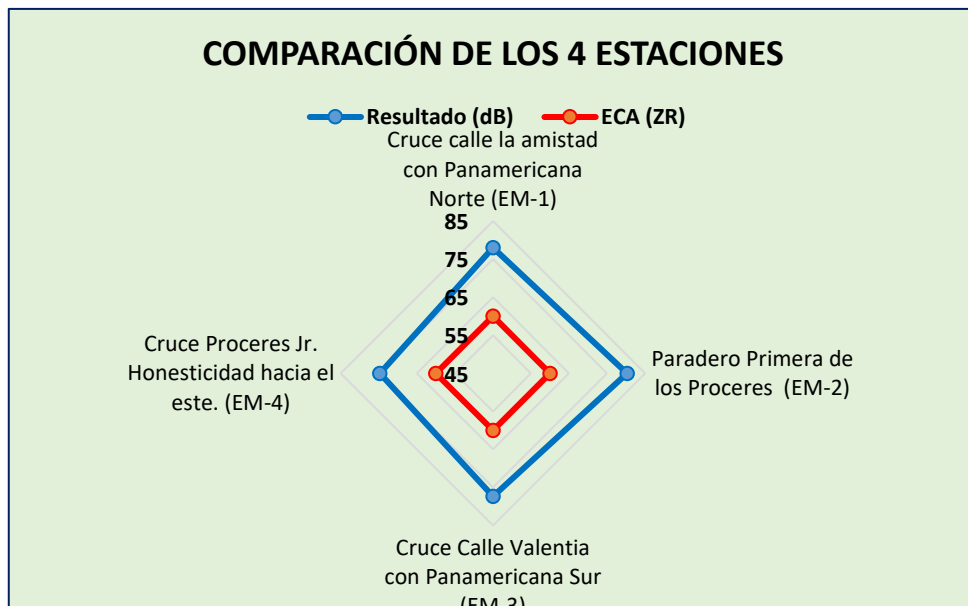 COMPARACIÓN DE LOS 4 ESTACIONES
Resultado (dB) ECA (ZR)
Cruce calle la amistad
con Panamericana
Norte (EM-1)
85
75
65
55
45
Cruce Proceres Jr.
Honesticidad hacia el
este. (EM-4)
Paradero Primera de
los Proceres (EM-2)
Cruce Calle Valentia
con Panamericana Sur
(EM-3)